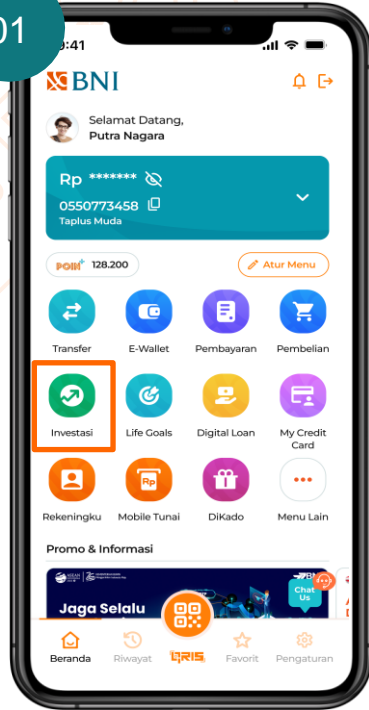 01
9:41
BNI
Selamat Datang,
Putra Nagara
Rp *******
0550773458
Taplus Muda
POIN+ 128.200
Atur Menu
Transfer
E-Wallet
Pembayaran
Pembelian
Investasi
Life Goals
Digital Loan
My Credit
Card
Rekeningku
Mobile Tunai
DiKado
Menu Lain
Rp
Promo & Informasi
BNI
Chat
Us
Jaga Selalu
Beranda
Riwayat
QRIS
Favorit
Pengaturan